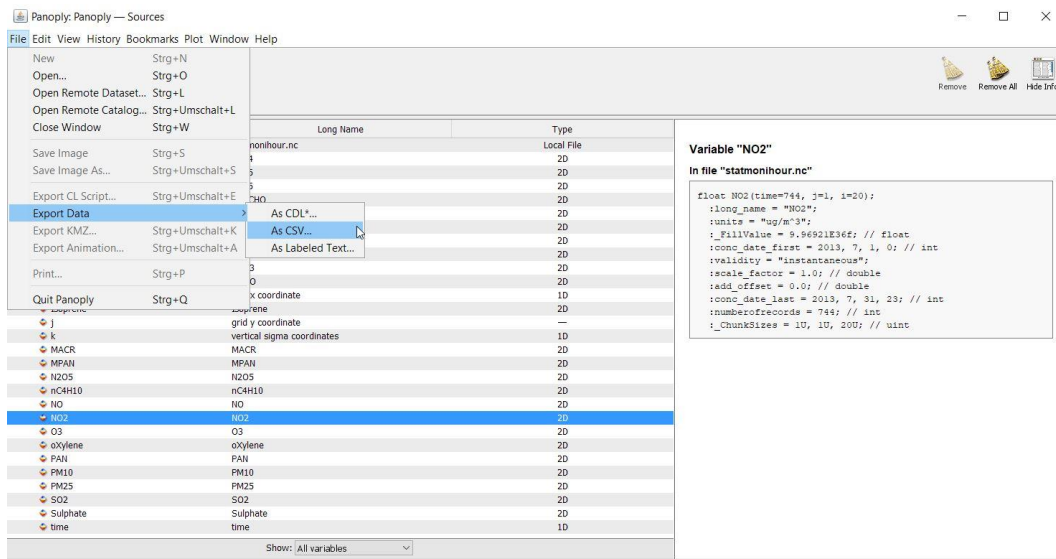 Panoply: Panoply — Sources
File Edit View History Bookmarks Plot Window Help
New Strg+N
Open... Strg+O
Open Remote Dataset... Strg+L
Open Remote Catalog... Strg+Umschalt+L
Close Window Strg+W
Save Image Strg+S
Save Image As... Strg+Umschalt+S
Export CL Script... Strg+Umschalt+E
Export Data
Export KMZ... Strg+Umschalt+K
Export Animation... Strg+Umschalt+A
Print... Strg+P
Quit Panoply Strg+Q
As CDL*...
As CSV...
As Labeled Text...
Remove Remove All Hide Info
Long Name Type
monihour.nc Local File
2D
2D
2D
CHO 2D
2D
2D
2D
3 2D
O 2D
x coordinate 1D
2D
j grid y coordinate —
k vertical sigma coordinates 1D
MACR MACR 2D
MPAN MPAN 2D
N2O5 N2O5 2D
nC4H10 nC4H10 2D
NO NO 2D
NO2 NO2 2D
O3 O3 2D
oXylene oXylene 2D
PAN PAN 2D
PM10 PM10 2D
PM25 PM25 2D
SO2 SO2 2D
Sulphate Sulphate 2D
time time 1D
Show: All variables
Variable "NO2"
In file "statmonihour.nc"
float NO2(time=744, j=1, i=20);
:long_name = "NO2";
:units = "ug/m^3";
:_FillValue = 9.96921E36f; // float
:conc_date_first = 2013, 7, 1, 0; // int
:validity = "instantaneous";
:scale_factor = 1.0; // double
:add_offset = 0.0; // double
:conc_date_last = 2013, 7, 31, 23; // int
:numberofrecords = 744; // int
:_ChunkSizes = 1U, 1U, 20U; // uint